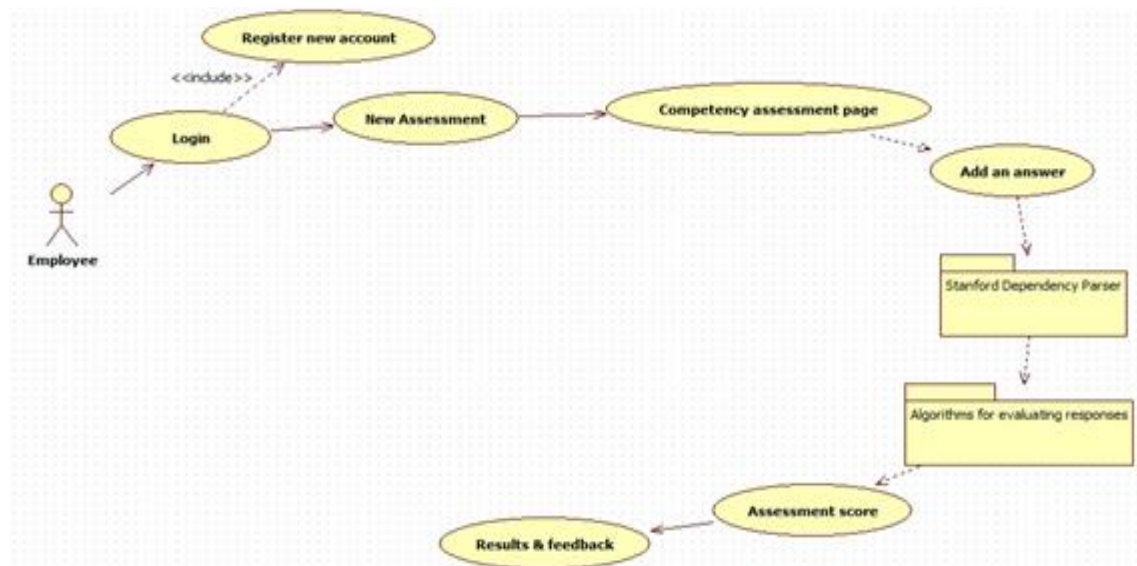 Register new account
<<include>>
Login
New Assessment
Competency assessment page
Add an answer
Employee
Stanford Dependency Parser
Algorithms for evaluating responses
Assessment score
Results & feedback